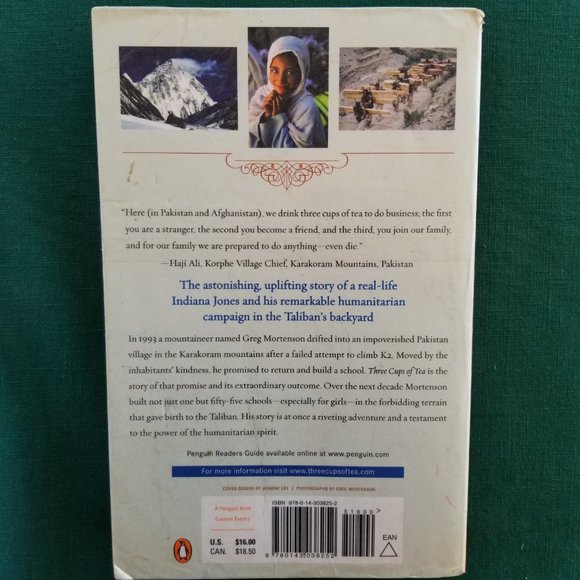 "Here (in Pakistan and Afghanistan), we drink three cups of tea to do business; the first
you are a stranger, the second you become a friend, and the third, you join our family,
and for our family we are prepared to do anything—even die."
—Haji Ali, Korphe Village Chief, Karakoram Mountains, Pakistan
The astonishing, uplifting story of a real-life
Indiana Jones and his remarkable humanitarian
campaign in the Taliban's backyard
In 1993 a mountaineer named Greg Mortenson drifted into an impoverished Pakistan
village in the Karakoram mountains after a failed attempt to climb K2. Moved by the
inhabitants' kindness, he promised to return and build a school. Three Cups of Tea is the
story of that promise and its extraordinary outcome. Over the next decade Mortenson
built not just one but fifty-five schools—especially for girls—in the forbidding terrain
that gave birth to the Taliban. His story is at once a riveting adventure and a testament
to the power of the humanitarian spirit.
Penguin Readers Guide available online at www.penguin.com
For more information visit www.threecupsoftea.com
COVER DESIGN BY JASMINE LEE | PHOTOGRAPHS BY GREG MORTENSON
A Penguin Book
Current Events
U.S. $16.00
CAN. $18.50
ISBN 978-0-14-303825-2
51600>
9 780143 038252
EAN